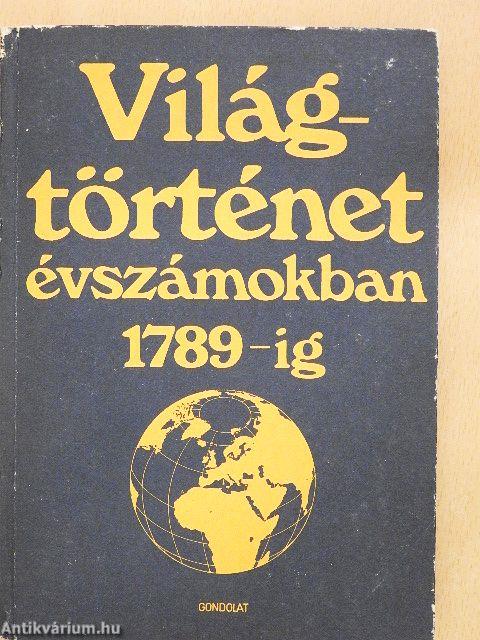 Világ-
történet
évszámokban
1789-ig
GONDOLAT
Antikvárium.hu